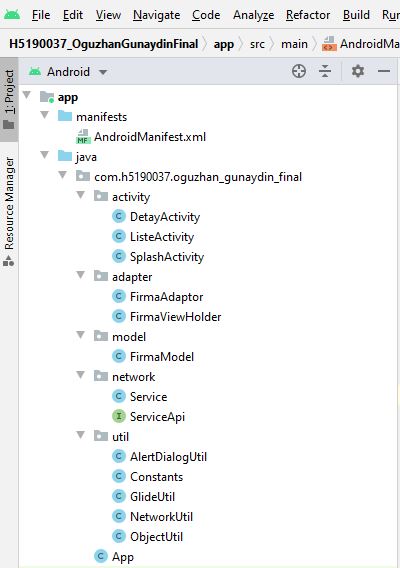 File Edit View Navigate Code Analyze Refactor Build Run
H5190037_OguzhanGunaydinFinal app src main AndroidMa
1: Project
Resource Manager
Android
app
manifests
MF AndroidManifest.xml
java
com.h5190037.oguzhan_gunaydin_final
activity
C DetayActivity
C ListeActivity
C SplashActivity
adapter
C FirmaAdaptor
C FirmaViewHolder
model
C FirmaModel
network
C Service
I ServiceApi
util
C AlertDialogUtil
C Constants
C GlideUtil
C NetworkUtil
C ObjectUtil
C App